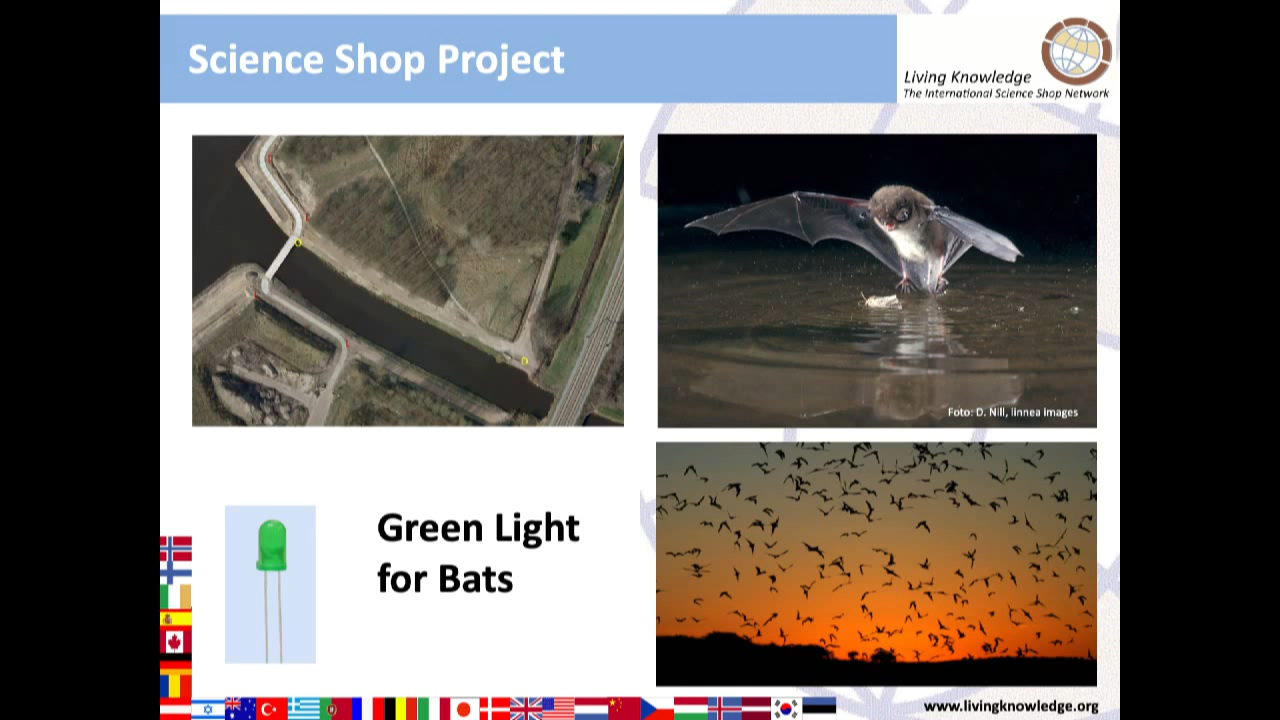 Science Shop Project
Living Knowledge
The International Science Shop Network
Foto: D. Nill, linnea images
Green Light
for Bats
www.livingknowledge.org